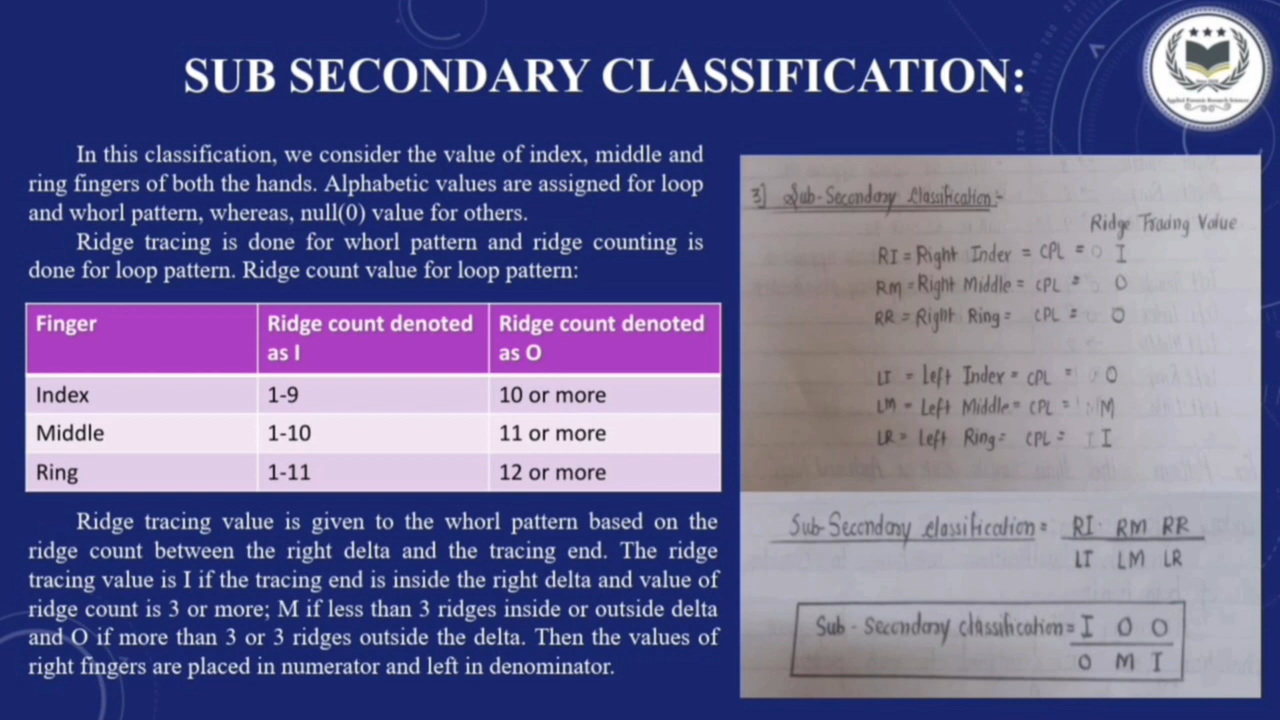 SUB SECONDARY CLASSIFICATION:
In this classification, we consider the value of index, middle and
ring fingers of both the hands. Alphabetic values are assigned for loop
and whorl pattern, whereas, null(0) value for others.
Ridge tracing is done for whorl pattern and ridge counting is
done for loop pattern. Ridge count value for loop pattern:
Finger Ridge count denoted as I Ridge count denoted as O
Index 1-9 10 or more
Middle 1-10 11 or more
Ring 1-11 12 or more
Ridge tracing value is given to the whorl pattern based on the
ridge count between the right delta and the tracing end. The ridge
tracing value is I if the tracing end is inside the right delta and value of
ridge count is 3 or more; M if less than 3 ridges inside or outside delta
and O if more than 3 or 3 ridges outside the delta. Then the values of
right fingers are placed in numerator and left in denominator.
3] Sub-Secondary Classification:-
Ridge Tracing Value
RI = Right Index = CPL = I
RM = Right Middle = CPL = O
RR = Right Ring = CPL = O
LI = Left Index = CPL = O
LM = Left Middle = CPL = M
LR = Left Ring = CPL = I
Sub-Secondary classification = RI RM RR
LI LM LR
Sub-Secondary classification = I O O
O M I
Applied Forensic Research Sciences